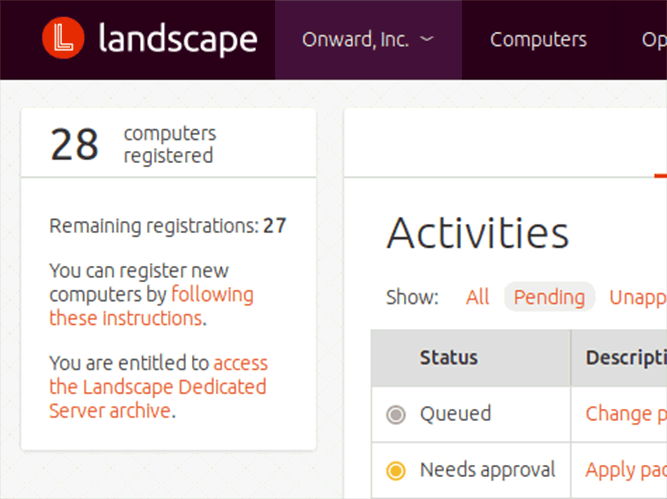 landscape
Onward, Inc.
Computers
28
computers
registered
Remaining registrations: 27
You can register new
computers by following
these instructions.
You are entitled to access
the Landscape Dedicated
Server archive.
Activities
Show: All Pending Unapp
Status Descripti
Queued Change p
Needs approval Apply pac